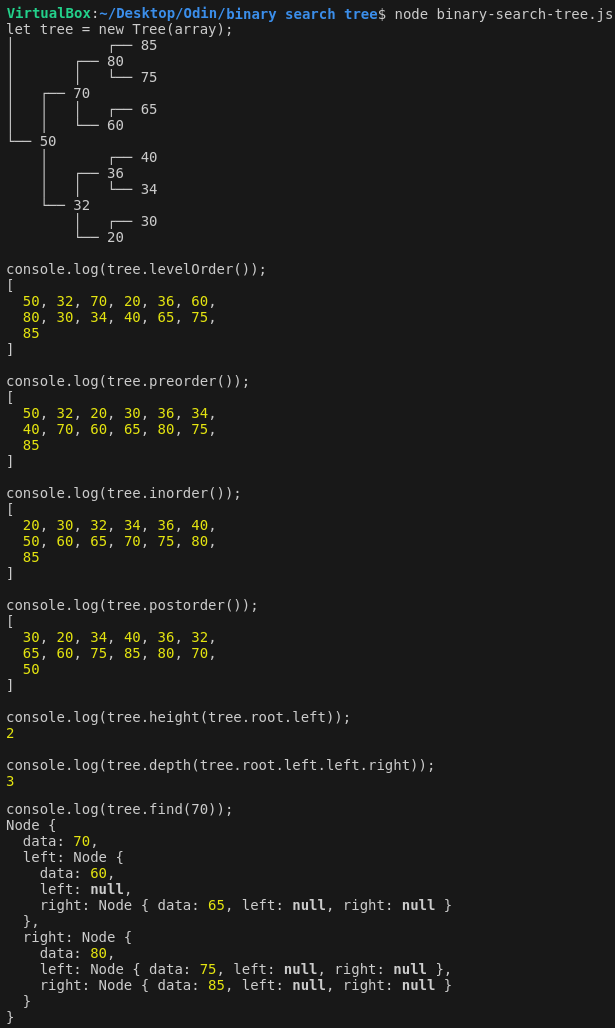 VirtualBox:~/Desktop/Odin/binary search tree$ node binary-search-tree.js
let tree = new Tree(array);
│           ┌── 85
│       ┌── 80
│       │   └── 75
│   ┌── 70
│   │   │   ┌── 65
│   │   └── 60
└── 50
    │       ┌── 40
    │   ┌── 36
    │   │   └── 34
    └── 32
        │   ┌── 30
        └── 20
console.log(tree.levelOrder());
[
  50, 32, 70, 20, 36, 60,
  80, 30, 34, 40, 65, 75,
  85
]
console.log(tree.preorder());
[
  50, 32, 20, 30, 36, 34,
  40, 70, 60, 65, 80, 75,
  85
]
console.log(tree.inorder());
[
  20, 30, 32, 34, 36, 40,
  50, 60, 65, 70, 75, 80,
  85
]
console.log(tree.postorder());
[
  30, 20, 34, 40, 36, 32,
  65, 60, 75, 85, 80, 70,
  50
]
console.log(tree.height(tree.root.left));
2
console.log(tree.depth(tree.root.left.left.right));
3
console.log(tree.find(70));
Node {
  data: 70,
  left: Node {
    data: 60,
    left: null,
    right: Node { data: 65, left: null, right: null }
  },
  right: Node {
    data: 80,
    left: Node { data: 75, left: null, right: null },
    right: Node { data: 85, left: null, right: null }
  }
}